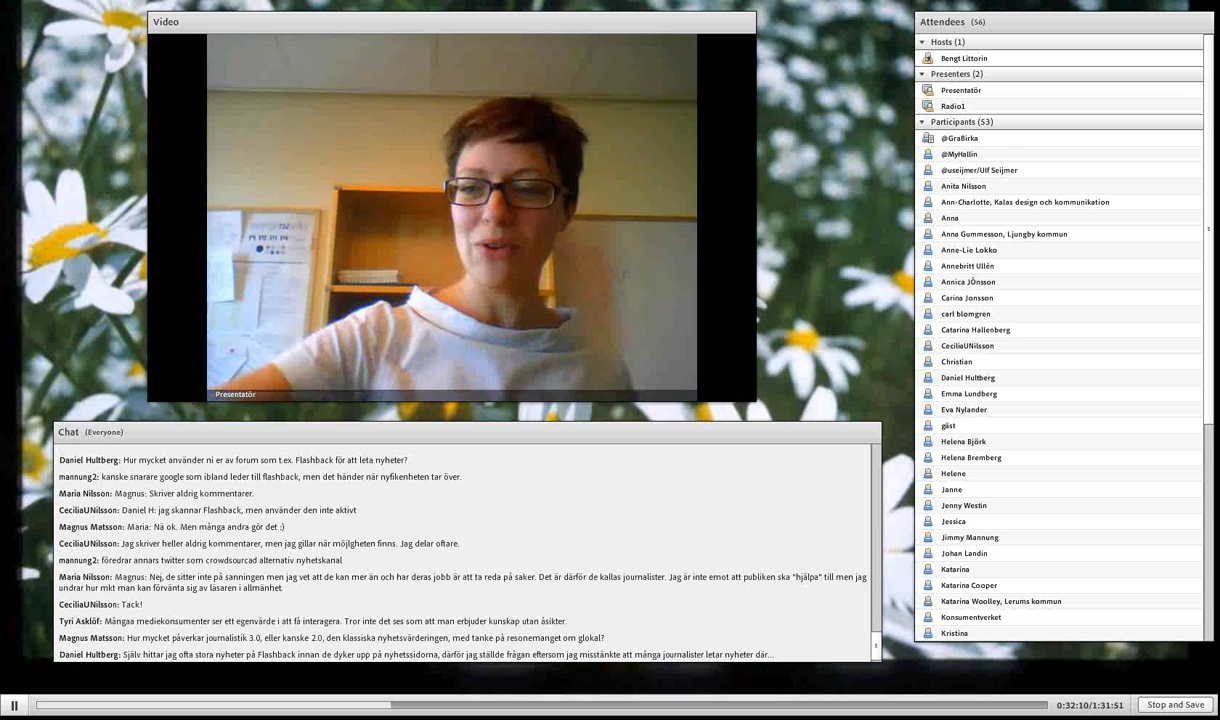 Video
Presentatör
Chat (Everyone)
Daniel Hultberg: Hur mycket använder ni er av forum som t.ex. Flashback för att leta nyheter?
mannung2: kanske snarare google som ibland leder till flashback, men det händer när nyfikenheten tar över.
Maria Nilsson: Magnus: Skriver aldrig kommentarer.
CeciliaUNilsson: Daniel H: jag skannar Flashback, men använder den inte aktivt
Magnus Matsson: Maria: Nä ok. Men många andra gör det :)
CeciliaUNilsson: Jag skriver heller aldrig kommentarer, men jag gillar när möjlgheten finns. Jag delar oftare.
mannung2: föredrar annars twitter som crowdsourcad alternativ nyhetskanal
Maria Nilsson: Magnus: Nej, de sitter inte på sanningen men jag vet att de kan mer än och har deras jobb är att ta reda på saker. Det är därför de kallas journalister. Jag är inte emot att publiken ska "hjälpa" till men jag
undrar hur mkt man kan förvänta sig av läsaren i allmänhet.
CeciliaUNilsson: Tack!
Tyri Asklöf: Mångaa mediekonsumenter ser ett egenvärde i att få interagera. Tror inte det ses som att man erbjuder kunskap utan åsikter.
Magnus Matsson: Hur mycket påverkar journalistik 3.0, eller kanske 2.0, den klassiska nyhetsvärderingen, med tanke på resonemanget om glokal?
Daniel Hultberg: Själv hittar jag ofta stora nyheter på Flashback innan de dyker upp på nyhetssidorna, därför jag ställde frågan eftersom jag misstänkte att många journalister letar nyheter där...
Attendees (56)
Hosts (1)
Bengt Littorin
Presenters (2)
Presentatör
Radio1
Participants (53)
@GraBirka
@MyHallin
@useijmer/Ulf Seijmer
Anita Nilsson
Ann-Charlotte, Kalas design och kommunikation
Anna
Anna Gummesson, Ljungby kommun
Anne-Lie Lokko
Annebritt Ullén
Annica JÖnsson
Carina Jonsson
carl blomgren
Catarina Hallenberg
CeciliaUNilsson
Christian
Daniel Hultberg
Emma Lundberg
Eva Nylander
gäst
Helena Björk
Helena Bremberg
Helene
Janne
Jenny Westin
Jessica
Jimmy Mannung
Johan Landin
Katarina
Katarina Cooper
Katarina Woolley, Lerums kommun
Konsumentverket
Kristina
0:32:10/1:31:51
Stop and Save